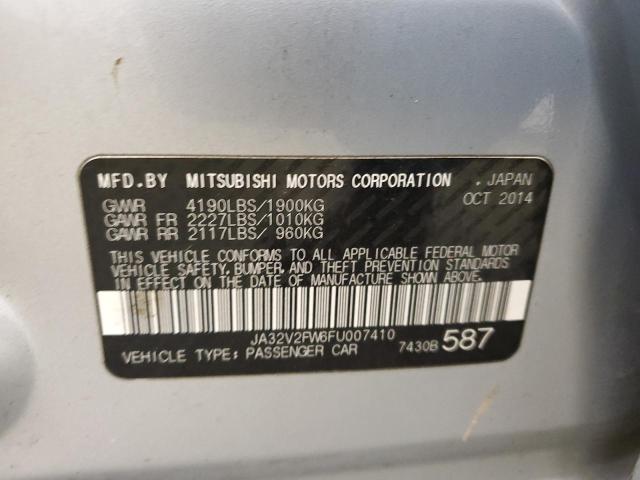 MFD.BY MITSUBISHI MOTORS CORPORATION . JAPAN
GVWR 4190LBS/1900KG OCT 2014
GAWR FR 2227LBS/1010KG
GAWR RR 2117LBS/ 960KG
THIS VEHICLE CONFORMS TO ALL APPLICABLE FEDERAL MOTOR
VEHICLE SAFETY, BUMPER, AND THEFT PREVENTION STANDARDS
IN EFFECT ON THE DATE OF MANUFACTURE SHOWN ABOVE.
JA32V2FW6FU007410
VEHICLE TYPE: PASSENGER CAR 7430B 587